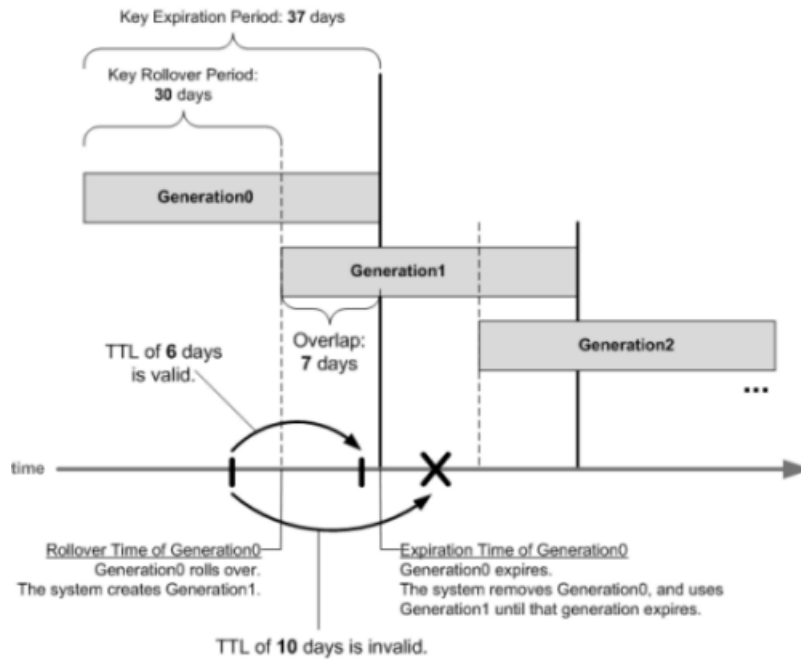 Key Expiration Period: 37 days
Key Rollover Period:
30 days
Generation0
Generation1
Overlap:
7 days
Generation2
...
TTL of 6 days
is valid.
time
Rollover Time of Generation0
Generation0 rolls over.
The system creates Generation1.
Expiration Time of Generation0
Generation0 expires.
The system removes Generation0, and uses
Generation1 until that generation expires.
TTL of 10 days is invalid.